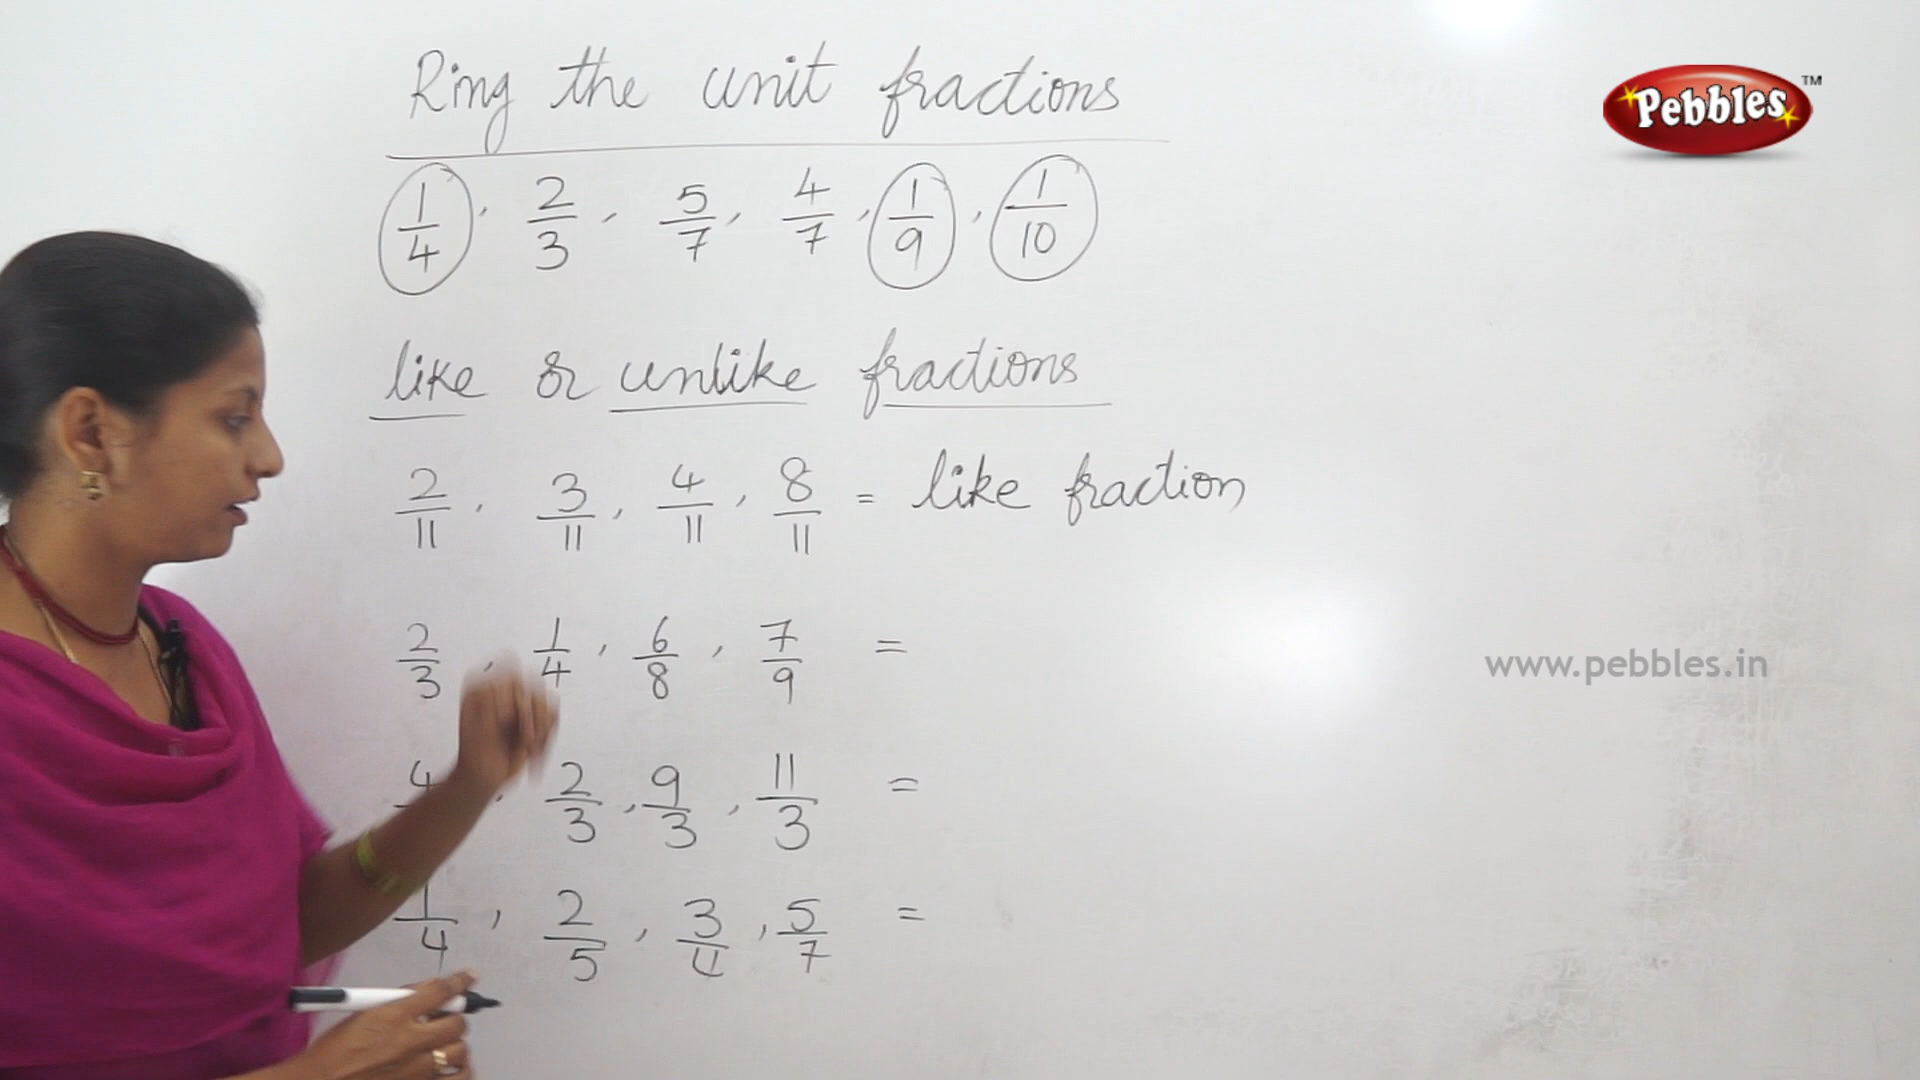 Ring the unit fractions
Pebbles™
1/4, 2/3, 5/7, 4/7, 1/9, 1/10
like or unlike fractions
2/11, 3/11, 4/11, 8/11 = like fraction
2/3, 1/4, 6/8, 7/9 =
www.pebbles.in
4, 2/3, 9/3, 11/3 =
1/4, 2/5, 3/4, 5/7 =